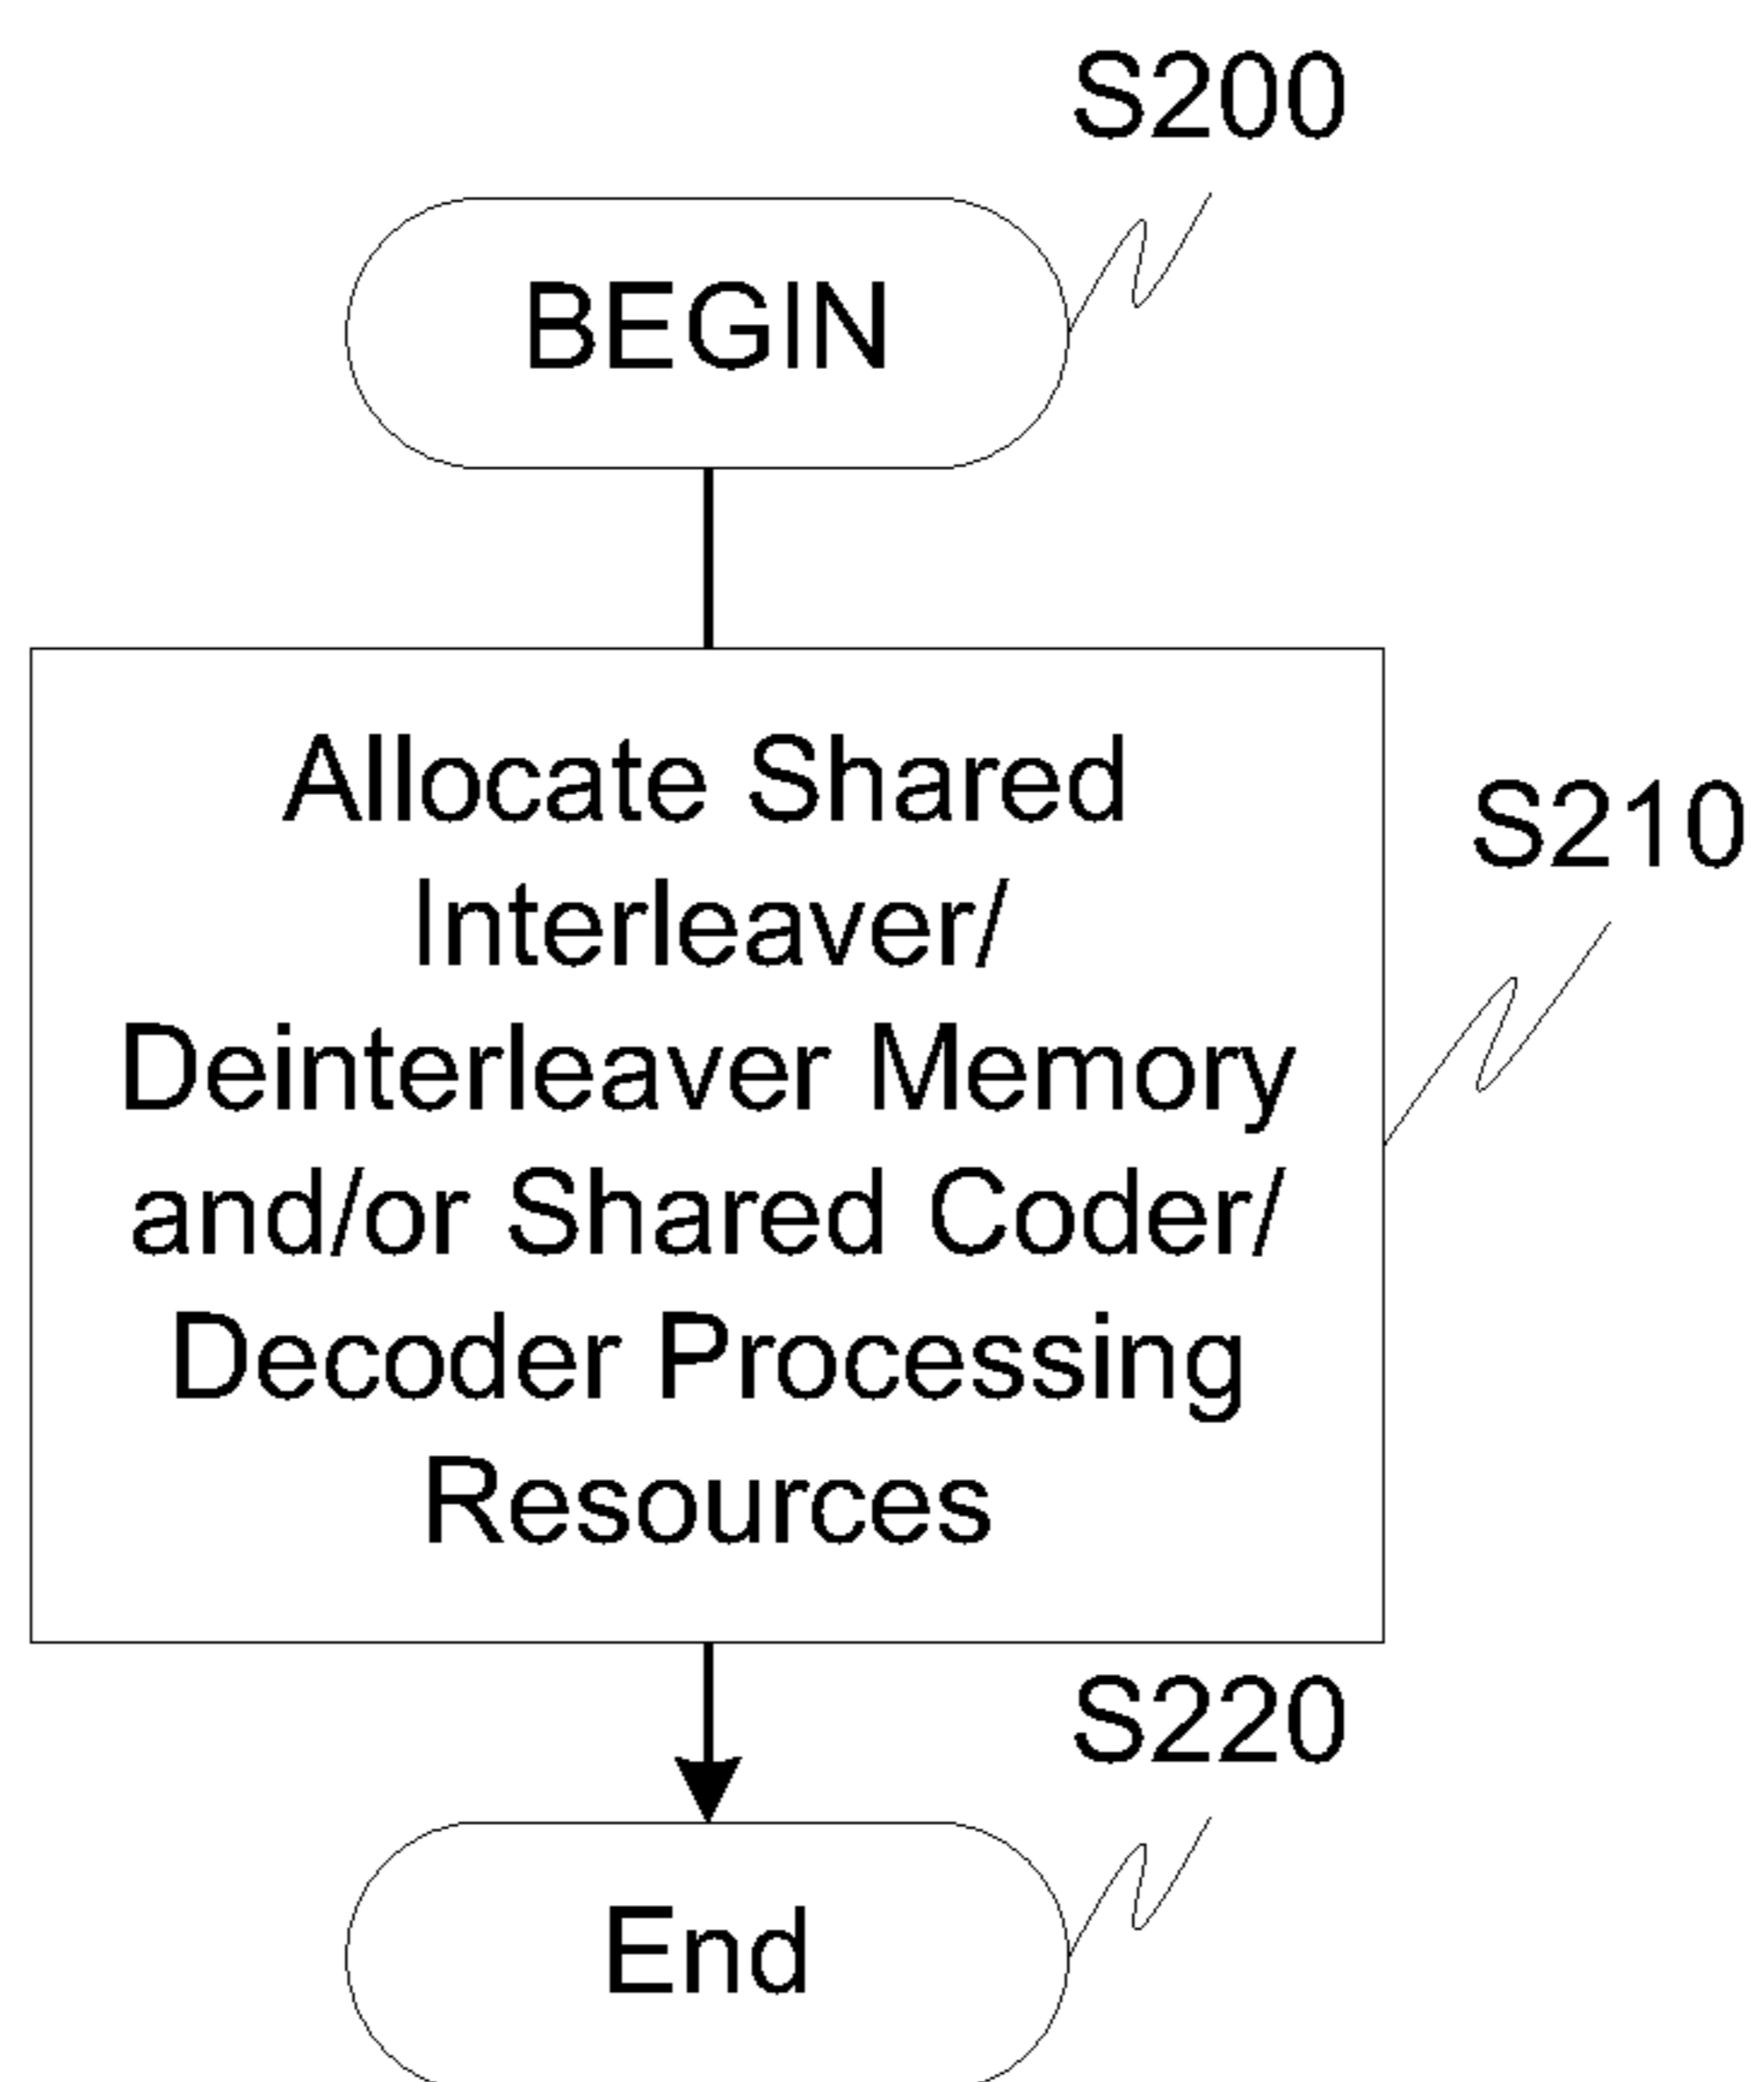 S200
BEGIN
Allocate Shared
Interleaver/
Deinterleaver Memory
and/or Shared Coder/
Decoder Processing
Resources
S210
S220
End